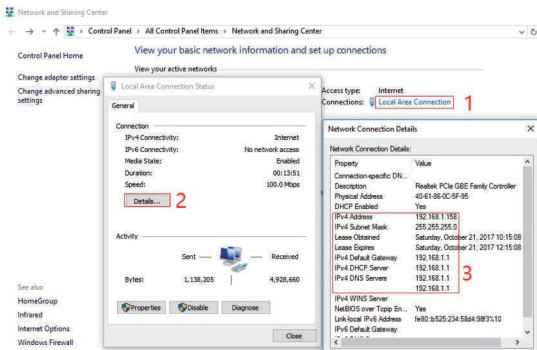 Network and Sharing Center
Control Panel > All Control Panel Items > Network and Sharing Center
Control Panel Home
Change adapter settings
Change advanced sharing
settings
View your basic network information and set up connections
View your active networks
Access type: Internet
Connections: Local Area Connection
1
Local Area Connection Status
General
Connection
IPv4 Connectivity: Internet
IPv6 Connectivity: No network access
Media State: Enabled
Duration: 00:13:51
Speed: 100.0 Mbps
Details...
2
Activity
Sent Received
Bytes: 1,138,205 4,928,660
Properties Disable Diagnose
Close
Network Connection Details
Network Connection Details:
Property Value
Connection-specific DN...
Description Realtek PCIe GBE Family Controller
Physical Address 40-61-86-0C-5F-95
DHCP Enabled Yes
IPv4 Address 192.168.1.158
IPv4 Subnet Mask 255.255.255.0
Lease Obtained Saturday, October 21, 2017 10:15:08
Lease Expires Saturday, October 21, 2017 12:15:08
IPv4 Default Gateway 192.168.1.1
IPv4 DHCP Server 192.168.1.1
IPv4 DNS Servers 192.168.1.1
192.168.1.1
3
IPv4 WINS Server
NetBIOS over Tcpip En... Yes
Link-local IPv6 Address fe80::b525:234:58d4:98f3%10
IPv6 Default Gateway
See also
HomeGroup
Infrared
Internet Options
Windows Firewall